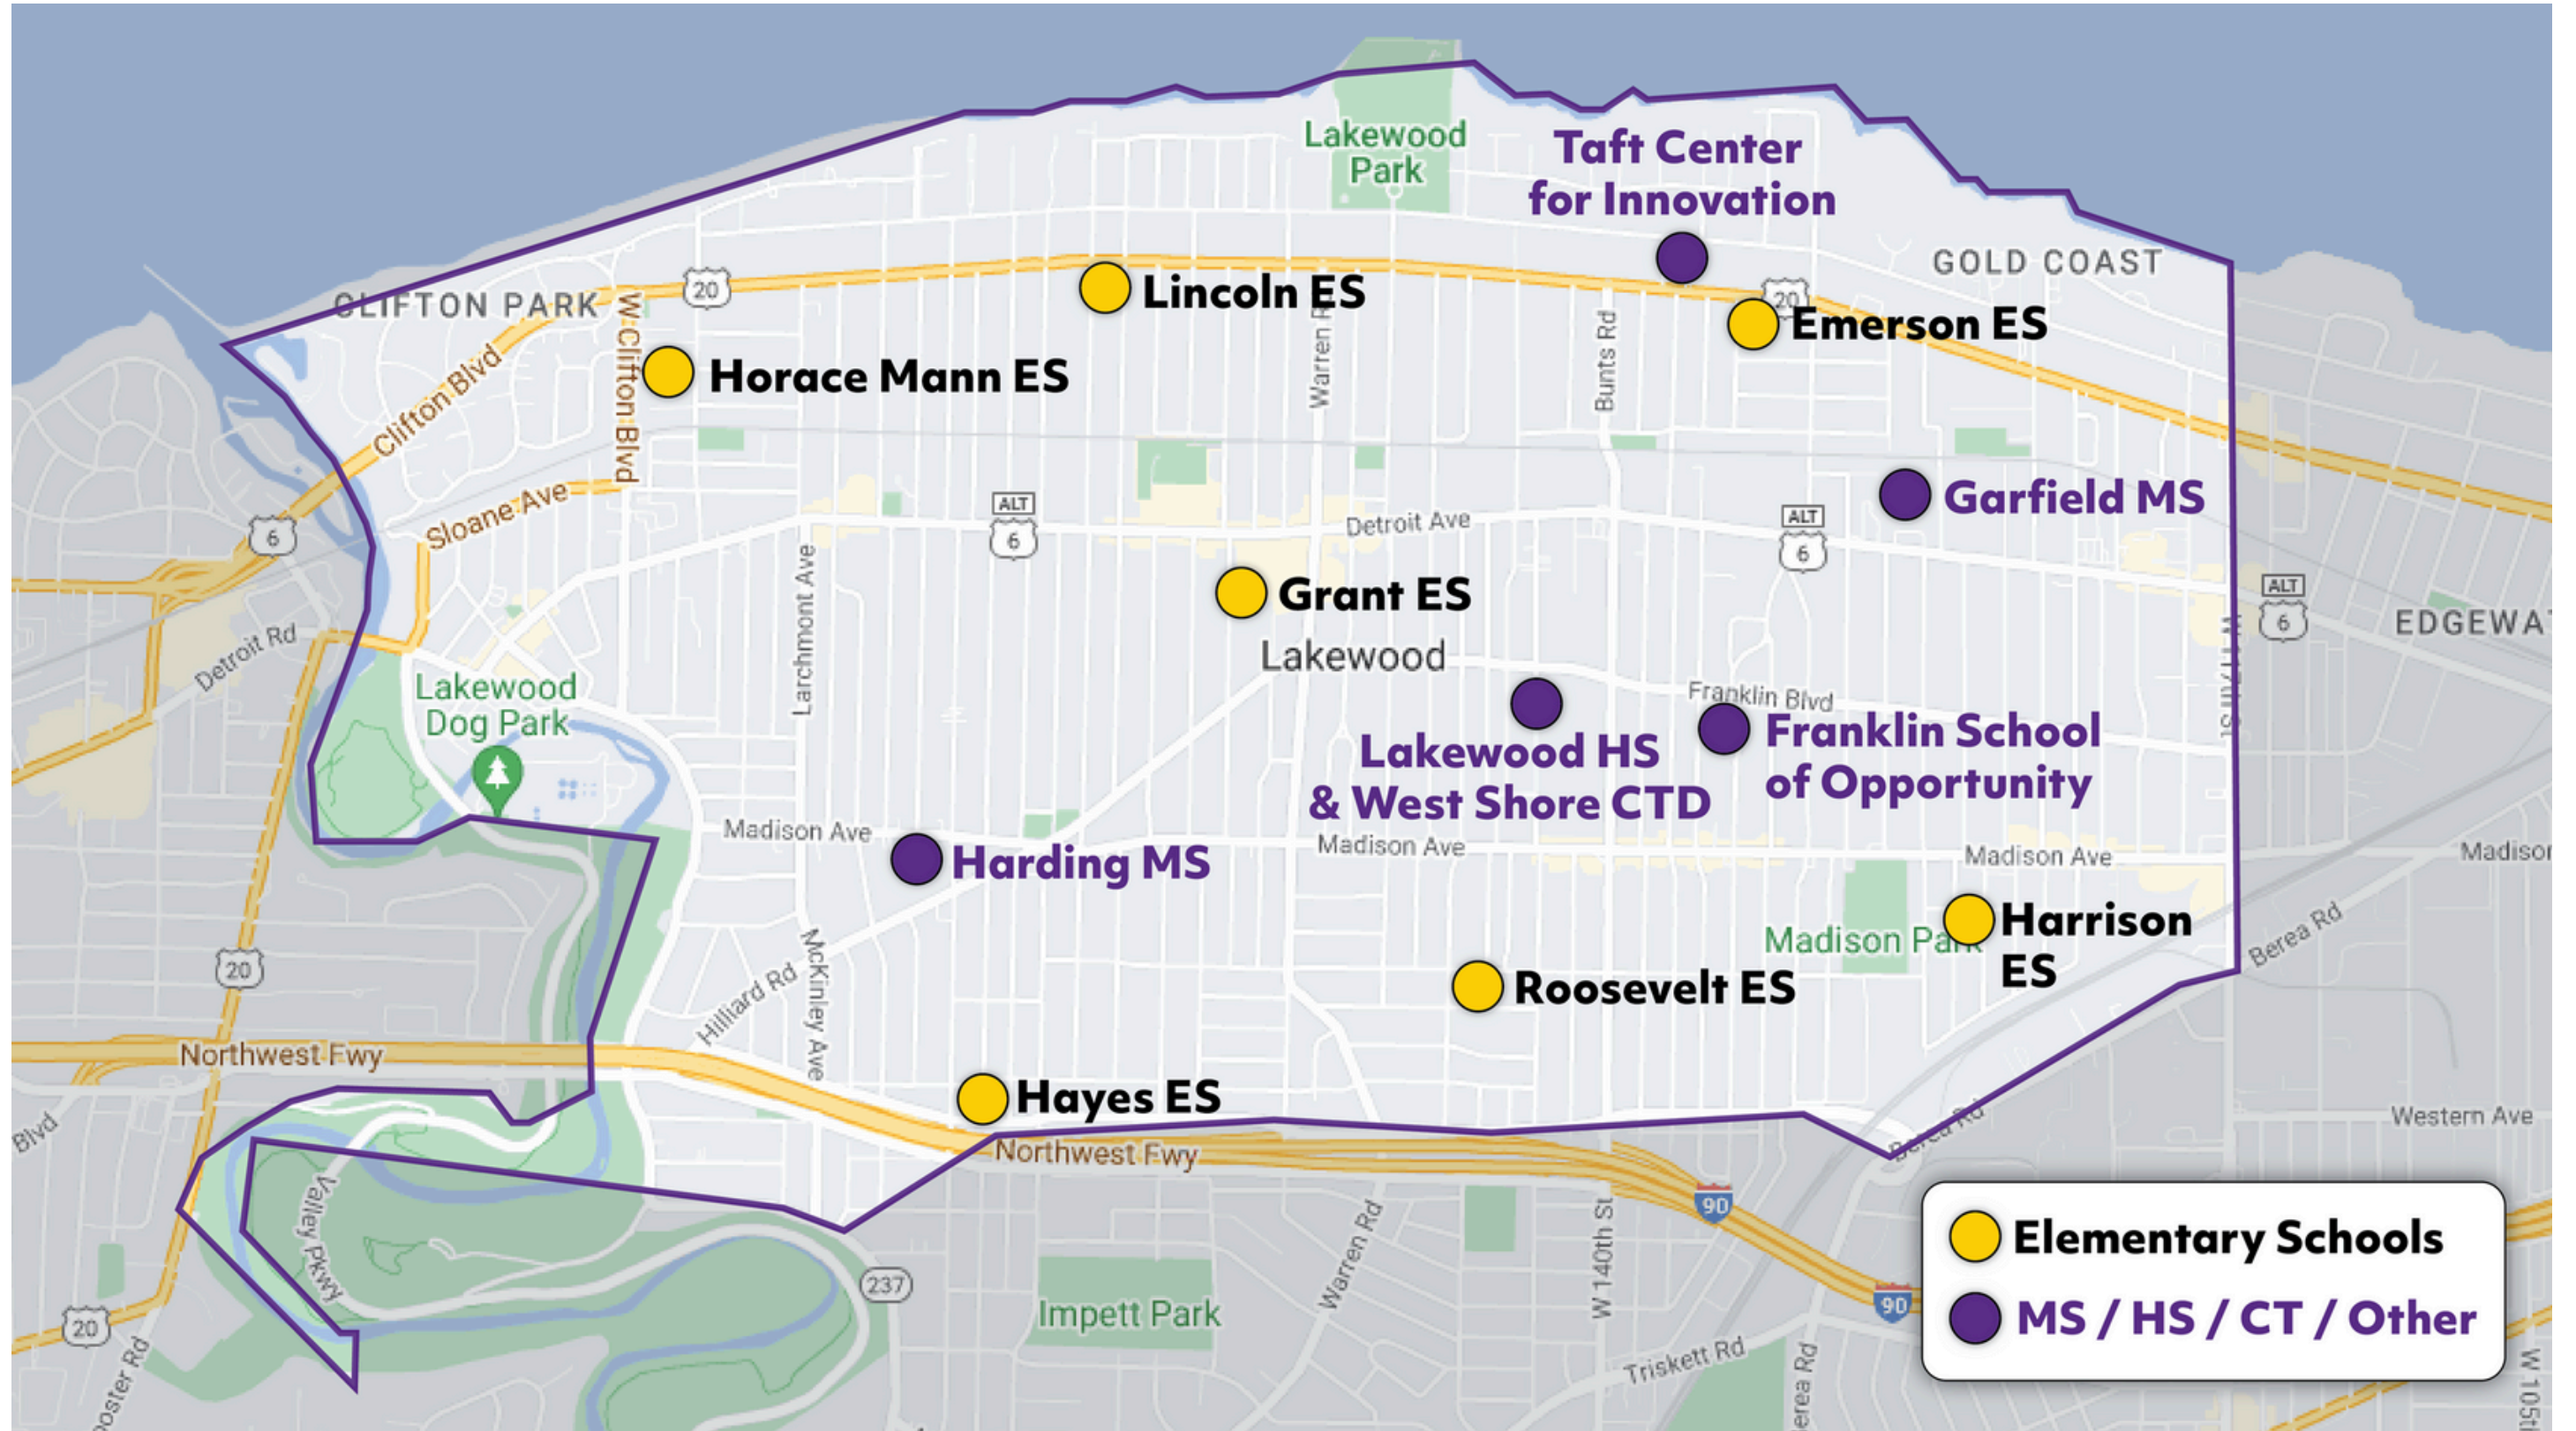 Lakewood
Park
Taft Center
for Innovation
GOLD COAST
CLIFTON PARK
20
Lincoln ES
20
Emerson ES
Horace Mann ES
Clifton Blvd
W Clifton Blvd
Warren R
Bunts Rd
Sloane Ave
6
ALT
6
Detroit Ave
ALT
6
Garfield MS
Grant ES
Lakewood
Larchmont Ave
ALT
6
EDGEWA
Detroit Rd
Lakewood
Dog Park
Franklin Blvd
Franklin School
of Opportunity
Lakewood HS
& West Shore CTD
Madison Ave
Harding MS
Madison Ave
Madison Ave
Madison
Harrison
ES
Madison Park
Berea Rd
20
Roosevelt ES
Hilliard Rd
McKinley Ave
Northwest Fwy
Hayes ES
Northwest Fwy
Berea Rd
Western Ave
Blvd
Valley Pkwy
237
Impett Park
Warren Rd
W 140th St
90
90
Triskett Rd
erea Rd
20
ooster Rd
W 105t
Elementary Schools
MS / HS / CT / Other